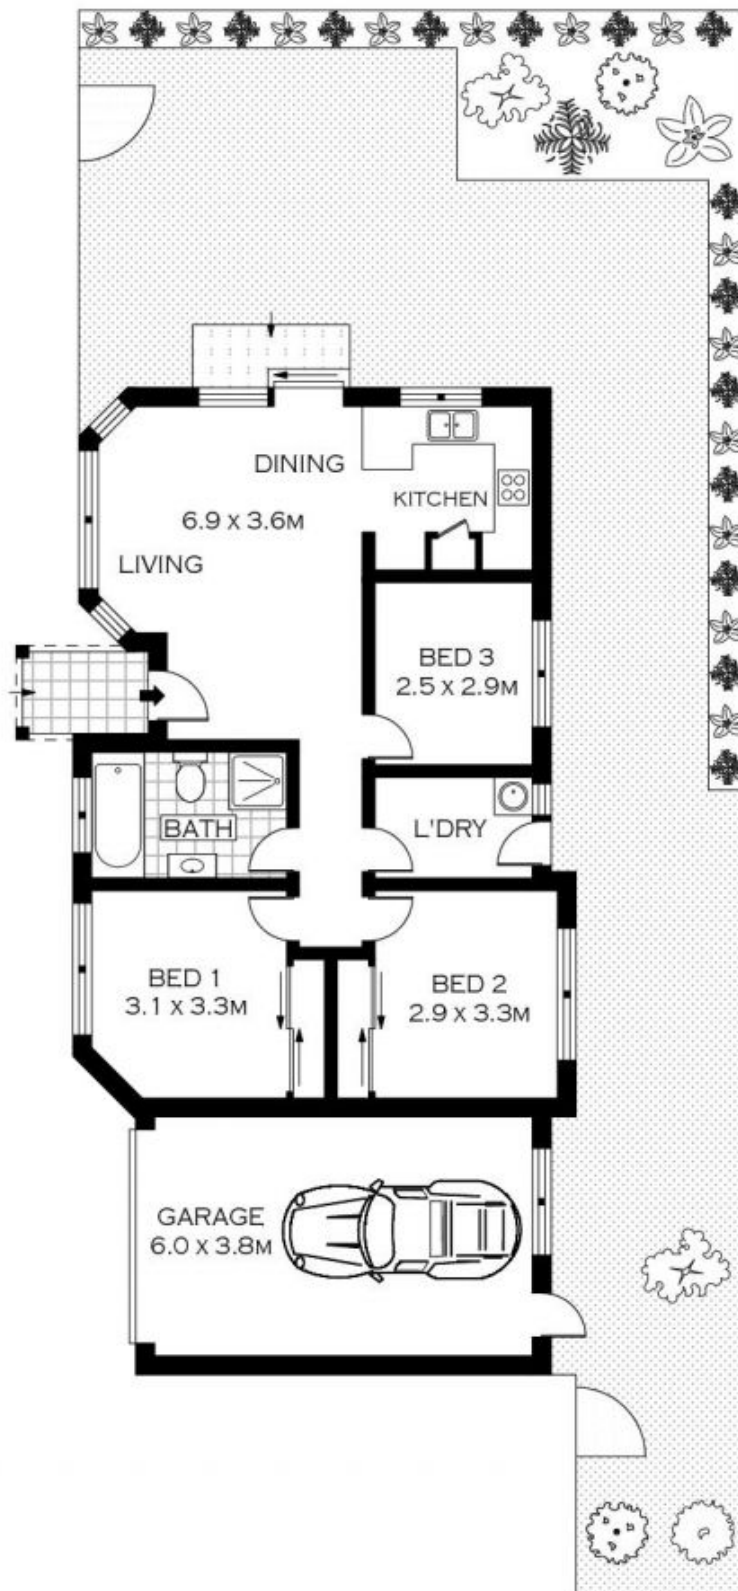 DINING
KITCHEN
6.9 X 3.6M
LIVING
BED 3
2.5 X 2.9M
BATH
L'DRY
BED 1
3.1 X 3.3M
BED 2
2.9 X 3.3M
GARAGE
6.0 X 3.8M